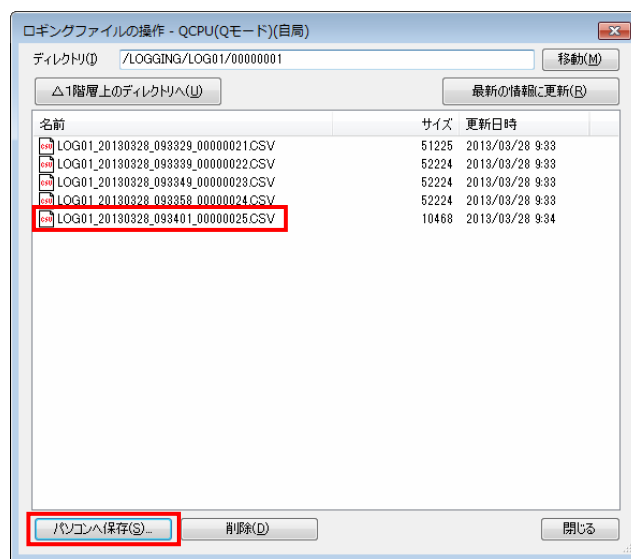 ロギングファイルの操作 - QCPU(Qモード)(自局)
ディレクトリ(I) /LOGGING/LOG01/00000001 移動(M)
△1階層上のディレクトリへ(U) 最新の情報に更新(R)
名前 サイズ 更新日時
LOG01_20130328_093329_00000021.CSV 51225 2013/03/28 9:33
LOG01_20130328_093339_00000022.CSV 52224 2013/03/28 9:33
LOG01_20130328_093349_00000023.CSV 52224 2013/03/28 9:33
LOG01_20130328_093358_00000024.CSV 52224 2013/03/28 9:33
LOG01_20130328_093401_00000025.CSV 10468 2013/03/28 9:34
パソコンへ保存(S)... 削除(D) 閉じる